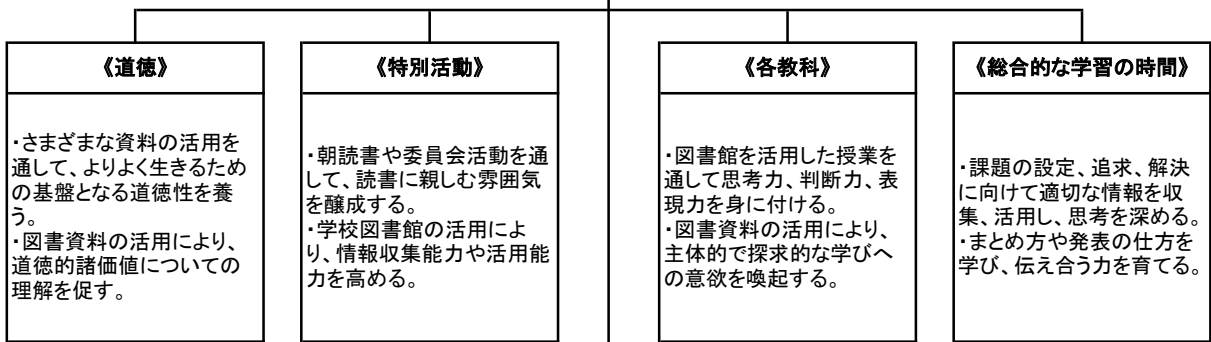 《道徳》
・さまざまな資料の活用を
通して、よりよく生きるため
の基盤となる道徳性を養
う。
・図書資料の活用により、
道徳的諸価値についての
理解を促す。
《特別活動》
・朝読書や委員会活動を通
して、読書に親しむ雰囲気
を醸成する。
・学校図書館の活用によ
り、情報収集能力や活用能
力を高める。
《各教科》
・図書館を活用した授業を
通して思考力、判断力、表
現力を身に付ける。
・図書資料の活用により、
主体的で探求的な学びへ
の意欲を喚起する。
《総合的な学習の時間》
・課題の設定、追求、解決
に向けて適切な情報を収
集、活用し、思考を深める。
・まとめ方や発表の仕方を
学び、伝え合う力を育てる。